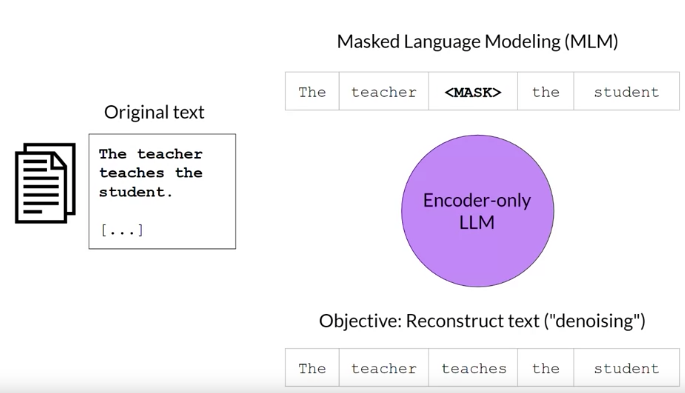 Masked Language Modeling (MLM)
The teacher <MASK> the student
Original text
The teacher
teaches the
student.
[...]
Encoder-only
LLM
Objective: Reconstruct text ("denoising")
The teacher teaches the student